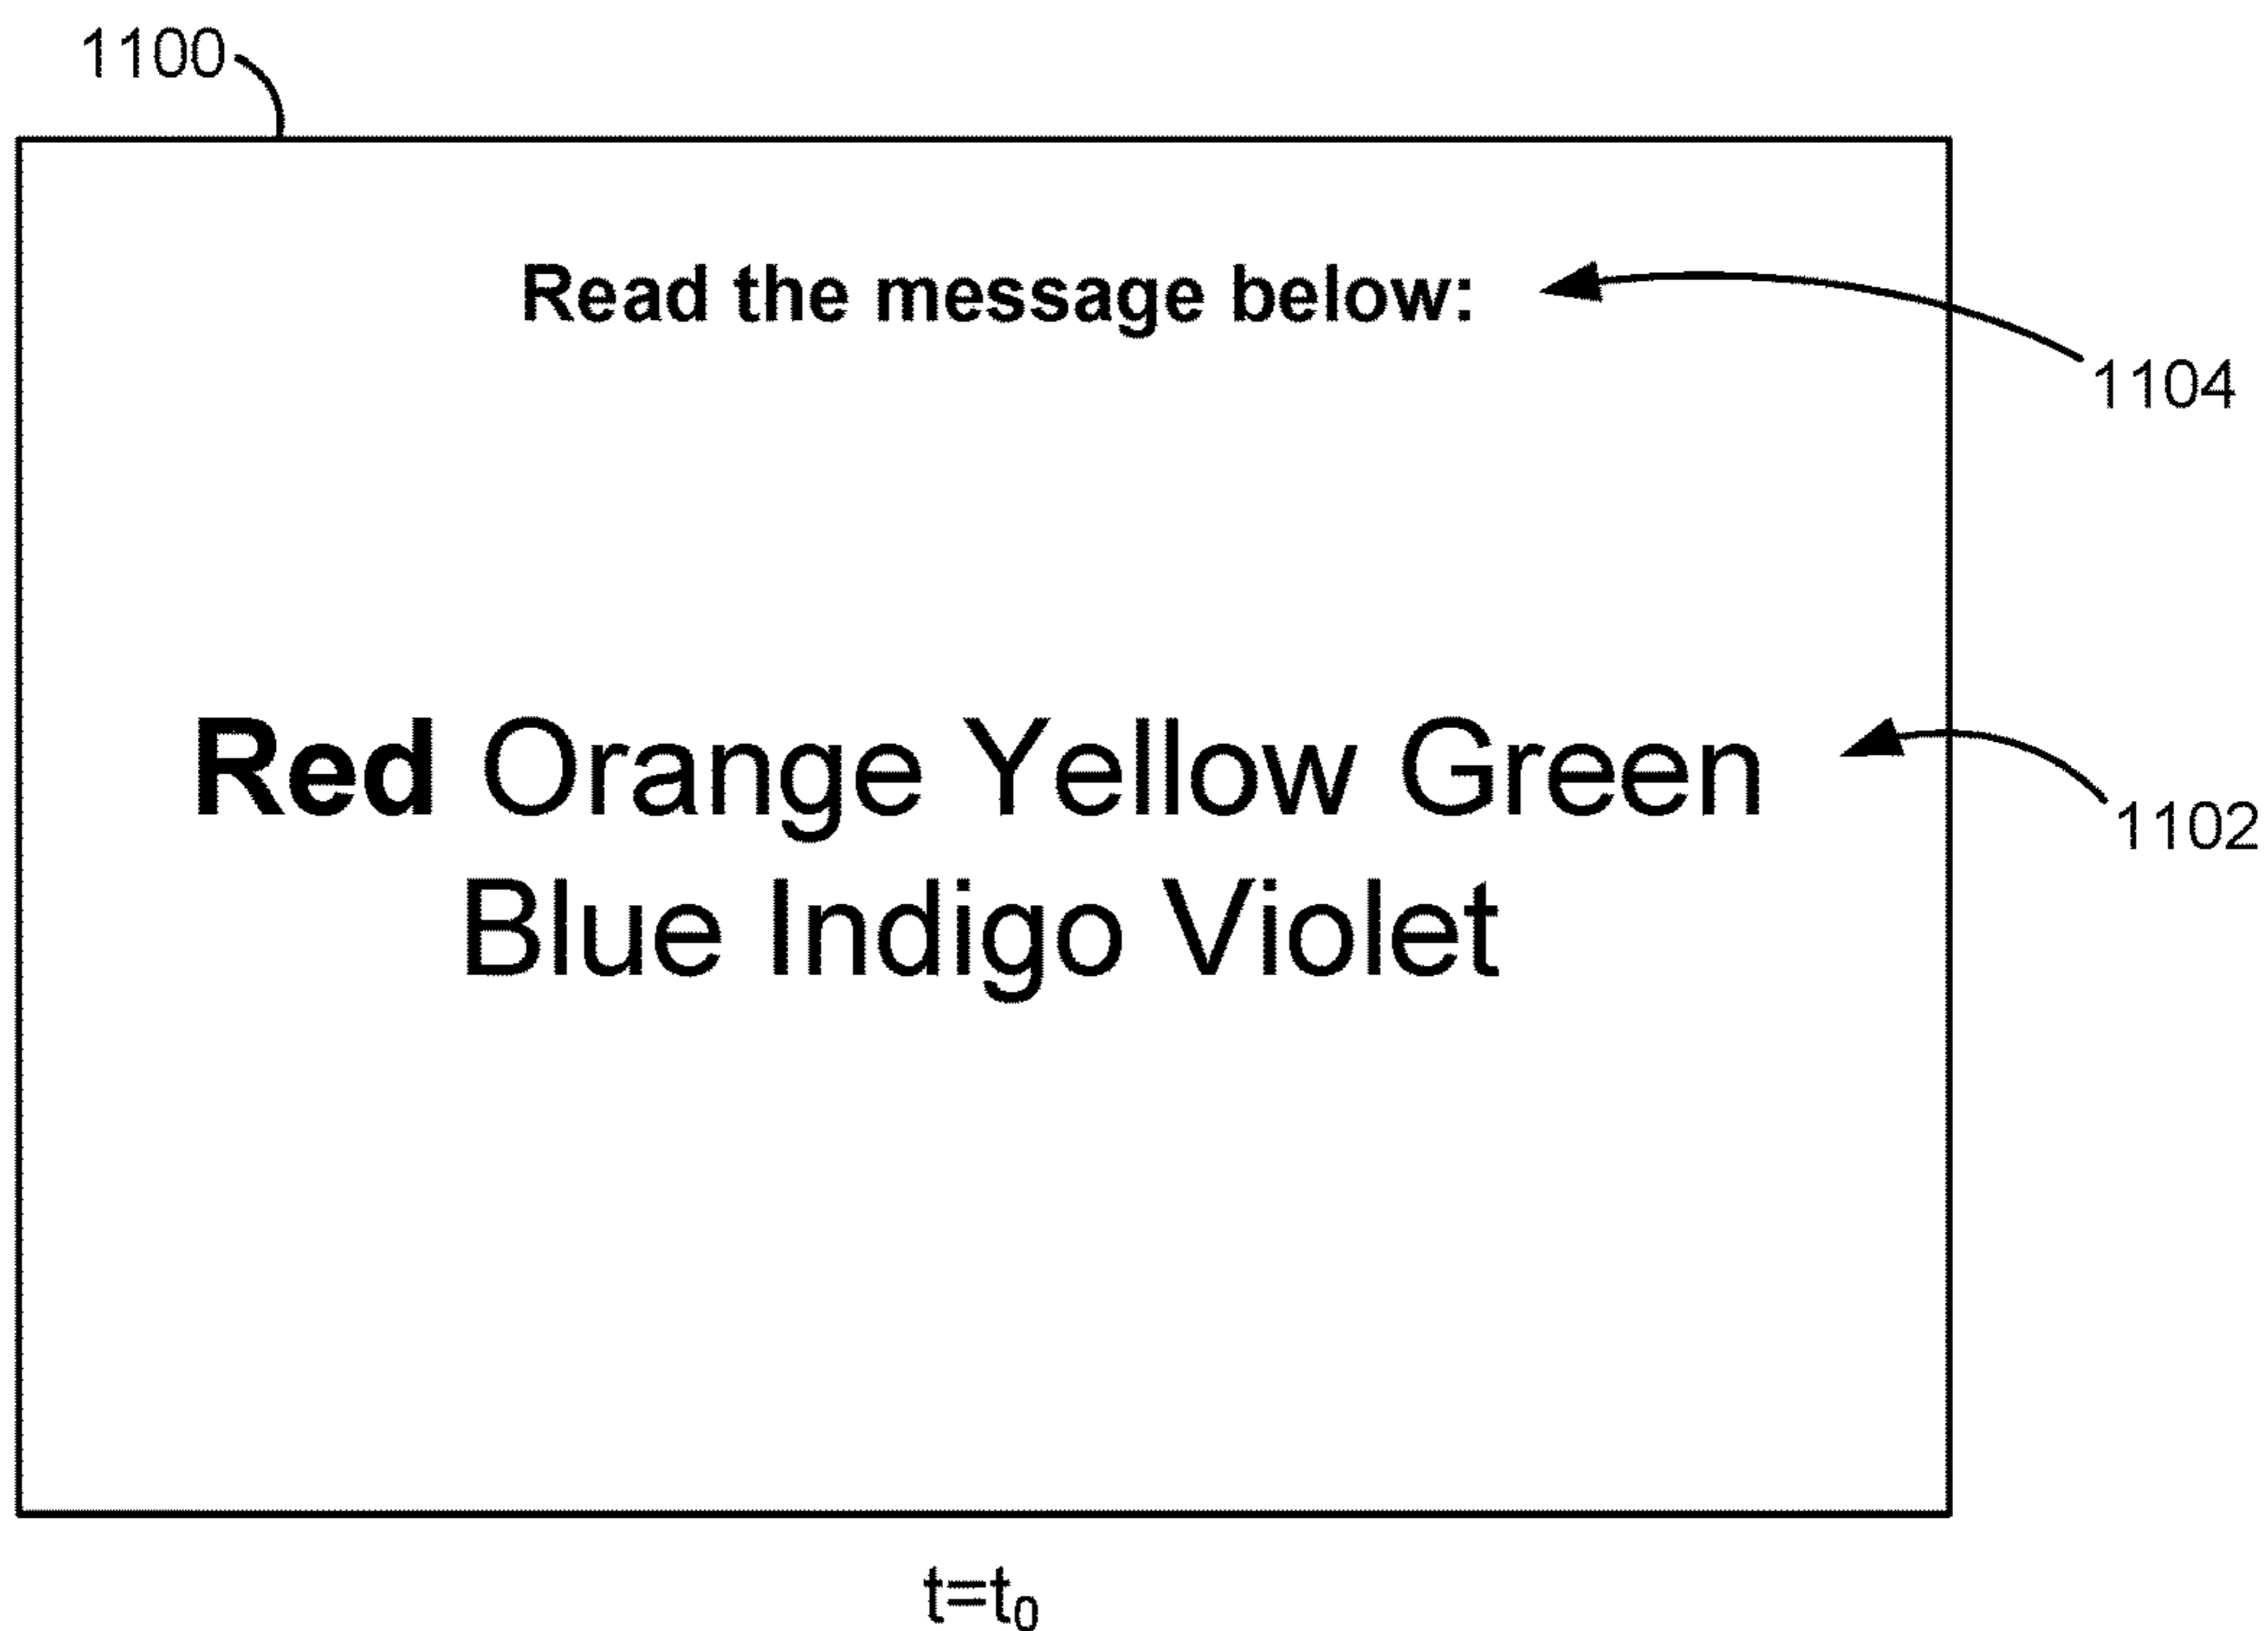 1100
Read the message below:
1104
Red Orange Yellow Green
1102
Blue Indigo Violet
t=t₀